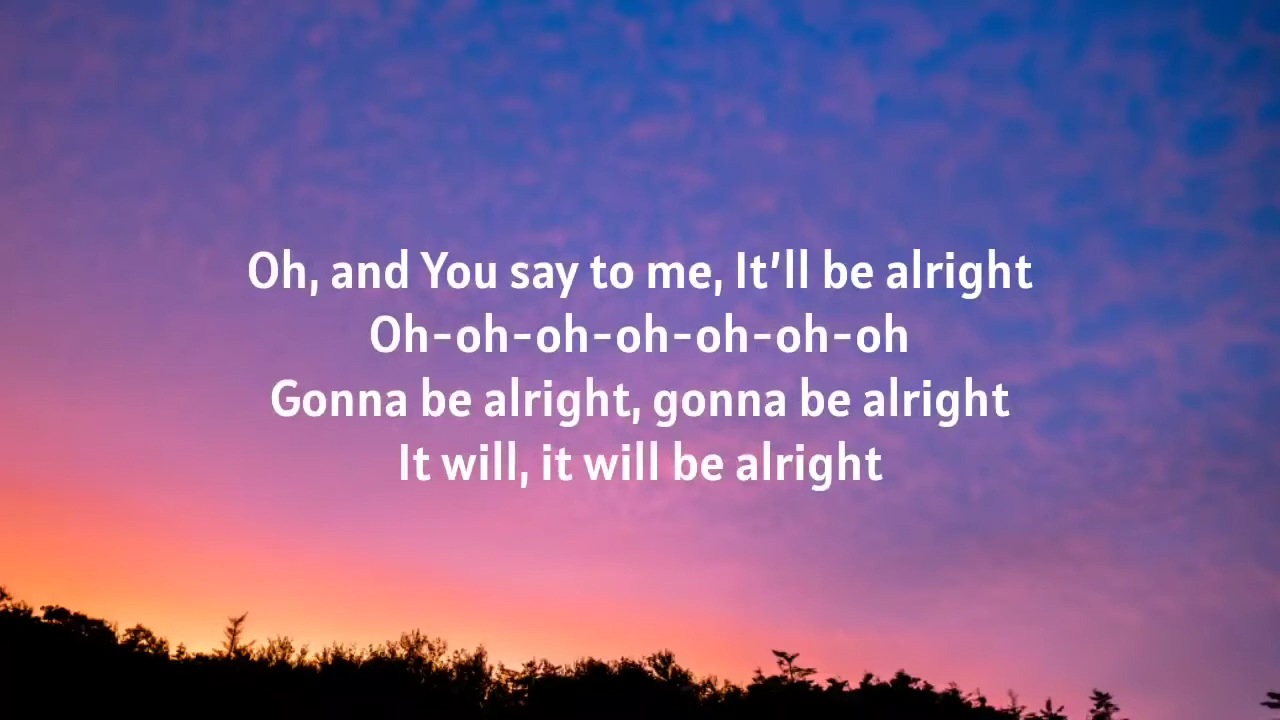 Oh, and You say to me, It'll be alright
Oh-oh-oh-oh-oh-oh-oh
Gonna be alright, gonna be alright
It will, it will be alright